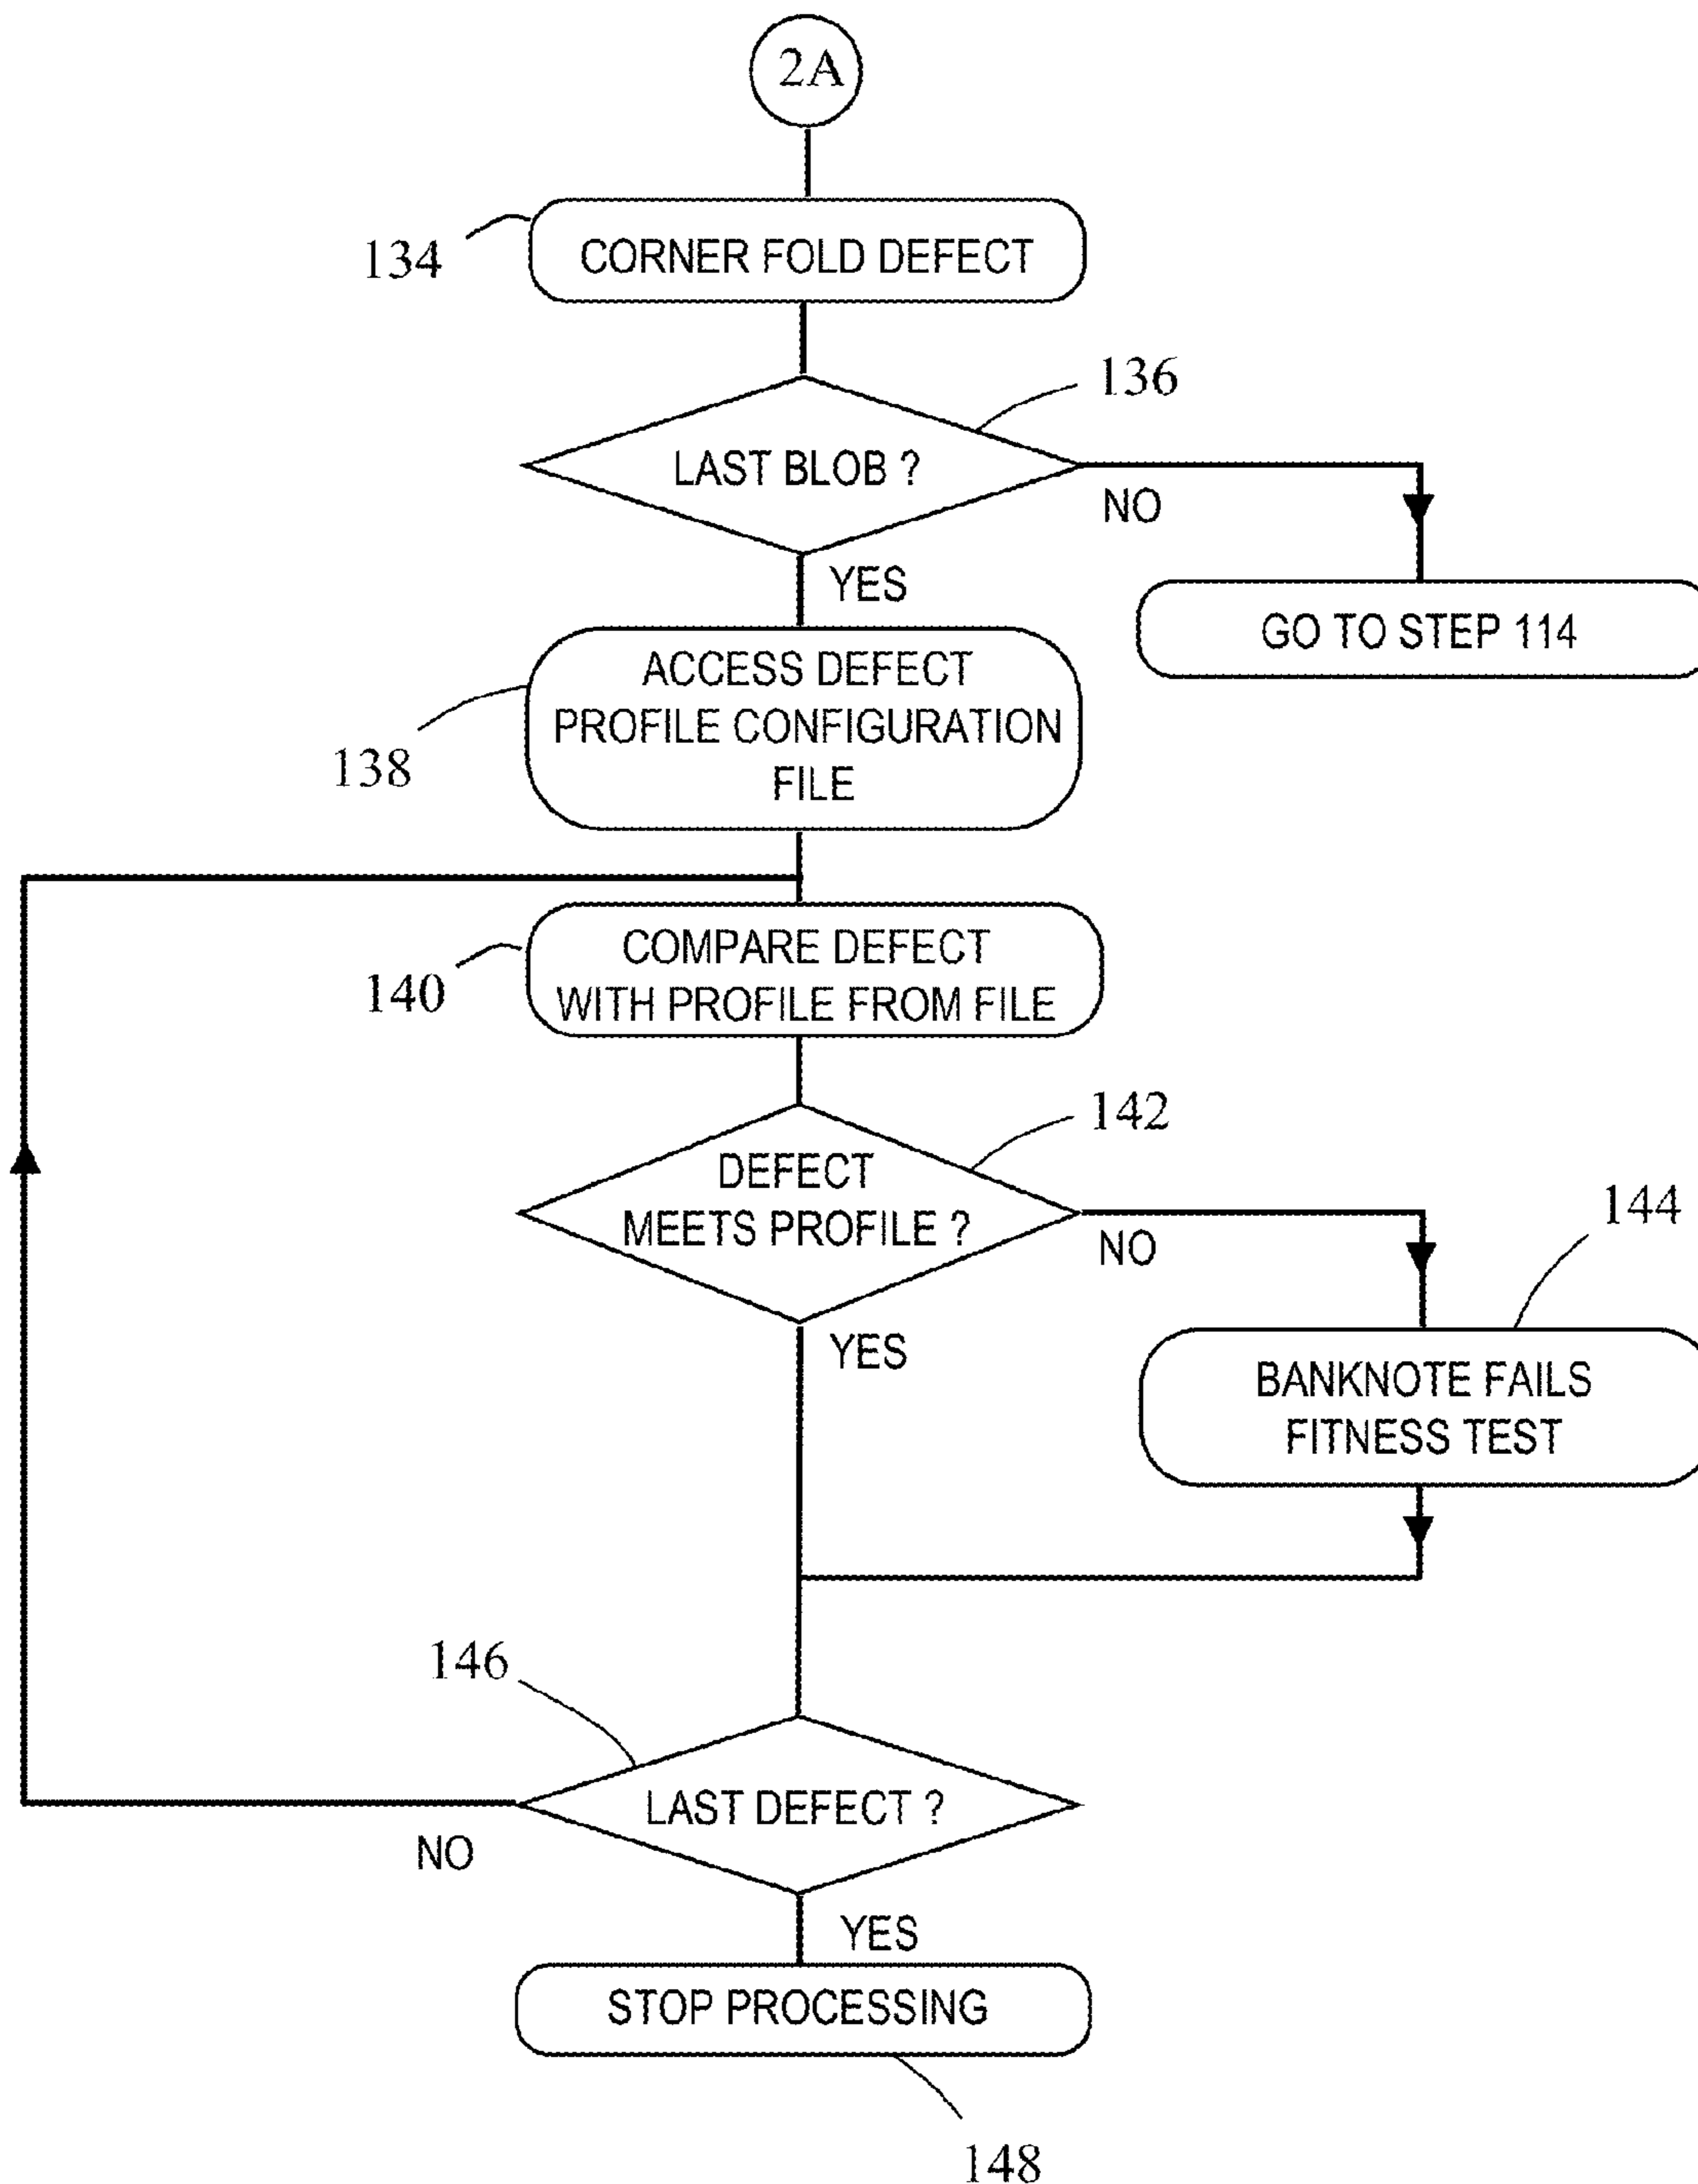 2A
134
CORNER FOLD DEFECT
136
LAST BLOB ?
NO
YES
GO TO STEP 114
138
ACCESS DEFECT
PROFILE CONFIGURATION
FILE
140
COMPARE DEFECT
WITH PROFILE FROM FILE
142
DEFECT
MEETS PROFILE ?
NO
YES
144
BANKNOTE FAILS
FITNESS TEST
146
LAST DEFECT ?
NO
YES
STOP PROCESSING
148